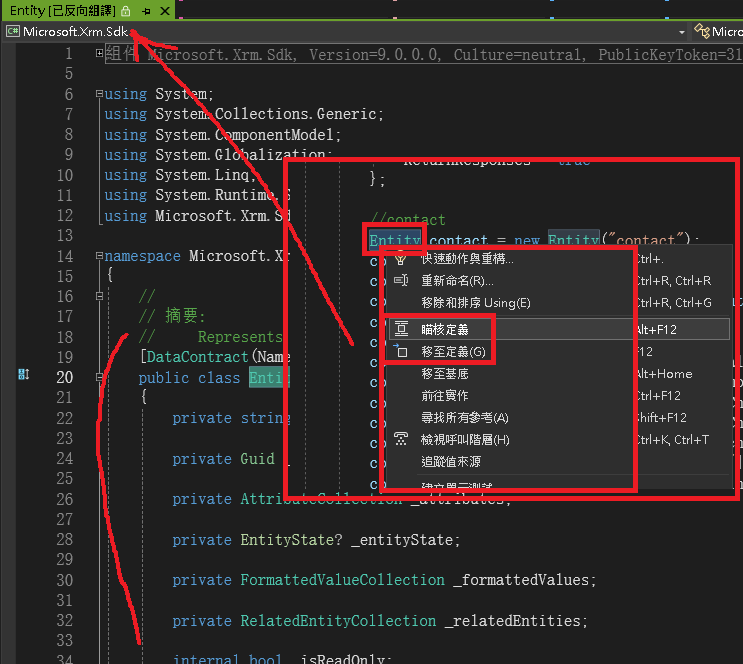 Entity [已反向組譯]
C# Microsoft.Xrm.Sdk
Micro
1 組件 Microsoft.Xrm.Sdk, Version=9.0.0.0, Culture=neutral, PublicKeyToken=31
5
6 using System;
7 using System.Collections.Generic;
8 using System.ComponentModel;
9 using System.Globalization;
10 using System.Linq;
11 using System.Runtime.S
12 using Microsoft.Xrm.Sd
13
14 namespace Microsoft.Xr
15 {
16 //
17 // 摘要:
18 // Represents
19 [DataContract(Name
20 public class Enti
21 {
22 private string
23
24 private Guid
25
26 private AttributeCollection _attributes;
27
28 private EntityState? _entityState;
29
30 private FormattedValueCollection _formattedValues;
31
32 private RelatedEntityCollection _relatedEntities;
33
34 internal bool _isReadOnly;
ReturnResponses = true
};
//contact
Entity contact = new Entity("contact");
快速動作與重構... Ctrl+.
重新命名(R)... Ctrl+R, Ctrl+R
移除和排序 Using(E) Ctrl+R, Ctrl+G
瞄核定義 Alt+F12
移至定義(G) F12
移至基底 Alt+Home
前往實作 Ctrl+F12
尋找所有參考(A) Shift+F12
檢視呼叫階層(H) Ctrl+K, Ctrl+T
追蹤值來源
建立單元測試